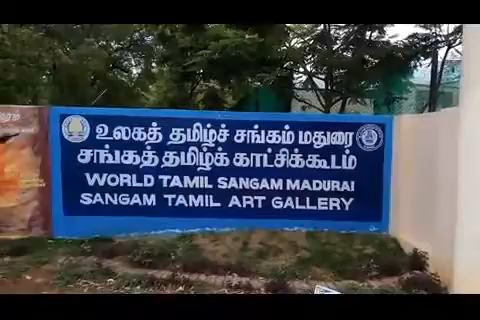 உலகத் தமிழ்ச் சங்கம் மதுரை
சங்கத் தமிழ்க் காட்சிக்கூடம்
WORLD TAMIL SANGAM MADURAI
SANGAM TAMIL ART GALLERY